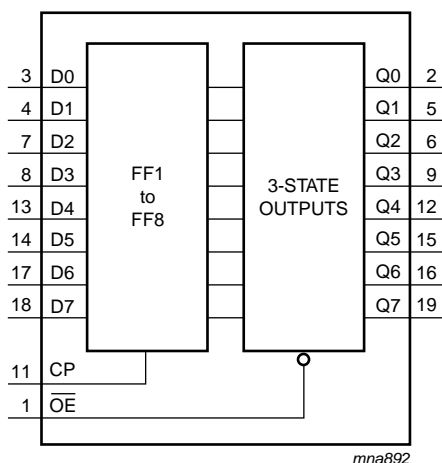 3 D0 Q0 2
4 D1 Q1 5
7 D2 Q2 6
8 D3 Q3 9
13 D4 Q4 12
14 D5 Q5 15
17 D6 Q6 16
18 D7 Q7 19
FF1
to
FF8
3-STATE
OUTPUTS
11 CP
1 O̅E̅
mna892